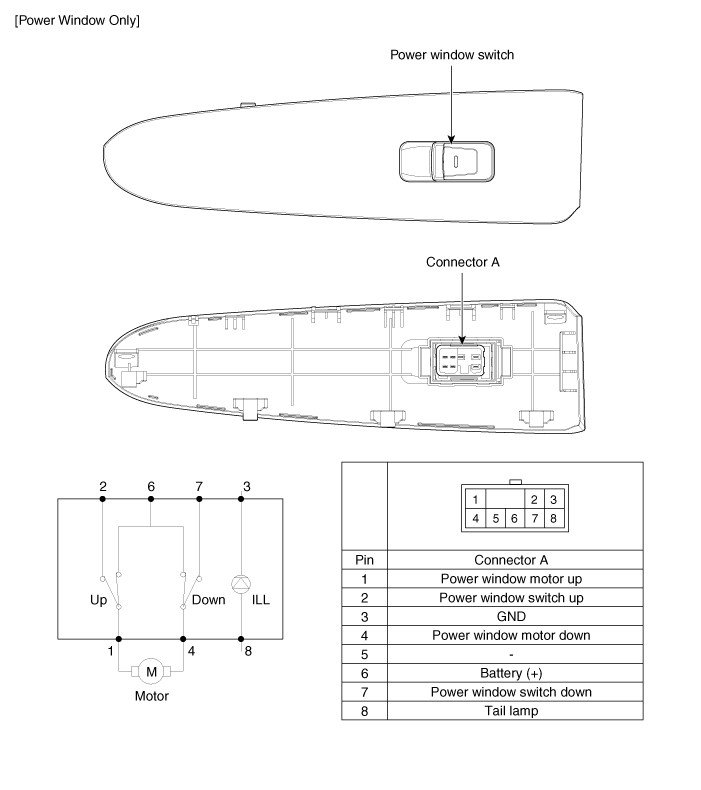 [Power Window Only]
Power window switch
Connector A
2 6 7 3
Up Down ILL
1 4 8
M
Motor
1 2 3
4 5 6 7 8
Pin Connector A
1 Power window motor up
2 Power window switch up
3 GND
4 Power window motor down
5 -
6 Battery (+)
7 Power window switch down
8 Tail lamp